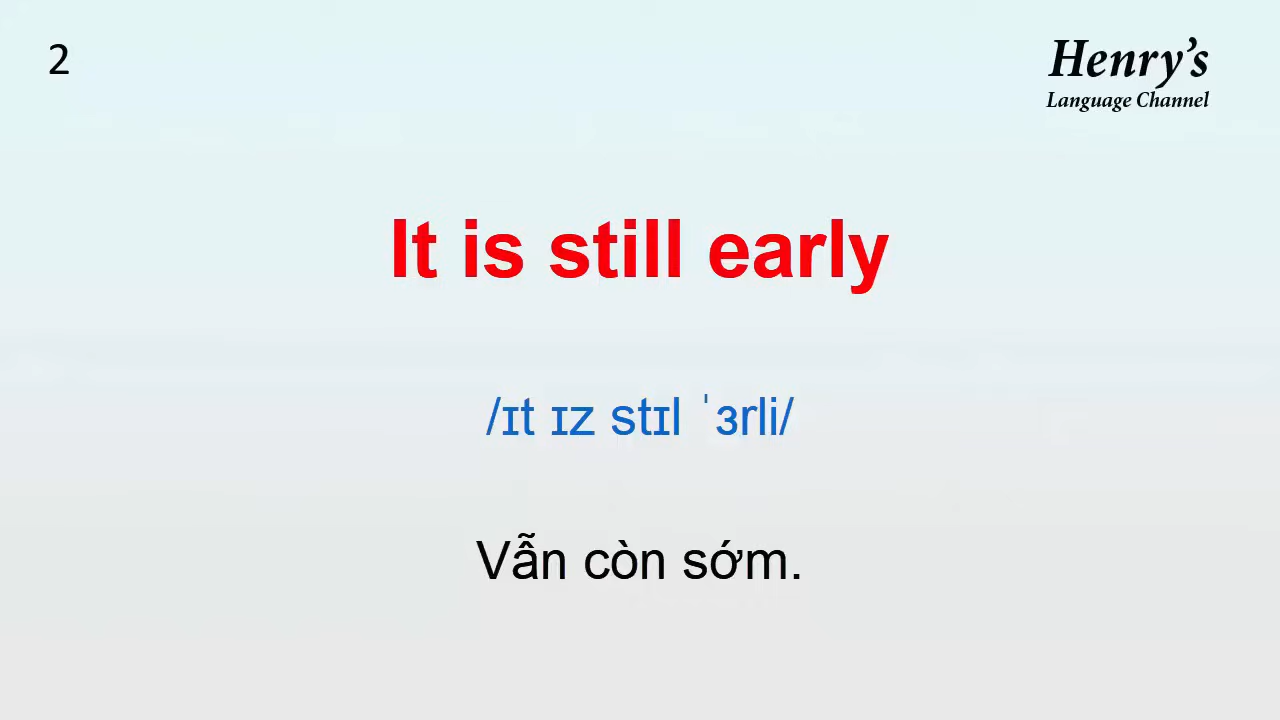 2
Henry’s
Language Channel
It is still early
/ɪt ɪz stɪl ˈɜrli/
Vẫn còn sớm.